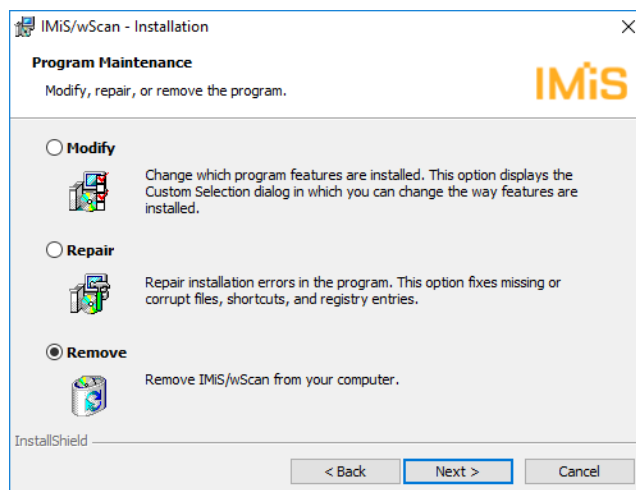 IMiS/wScan - Installation
Program Maintenance
Modify, repair, or remove the program.
IMiS
Modify
Change which program features are installed. This option displays the
Custom Selection dialog in which you can change the way features are
installed.
Repair
Repair installation errors in the program. This option fixes missing or
corrupt files, shortcuts, and registry entries.
Remove
Remove IMiS/wScan from your computer.
InstallShield
< Back
Next >
Cancel